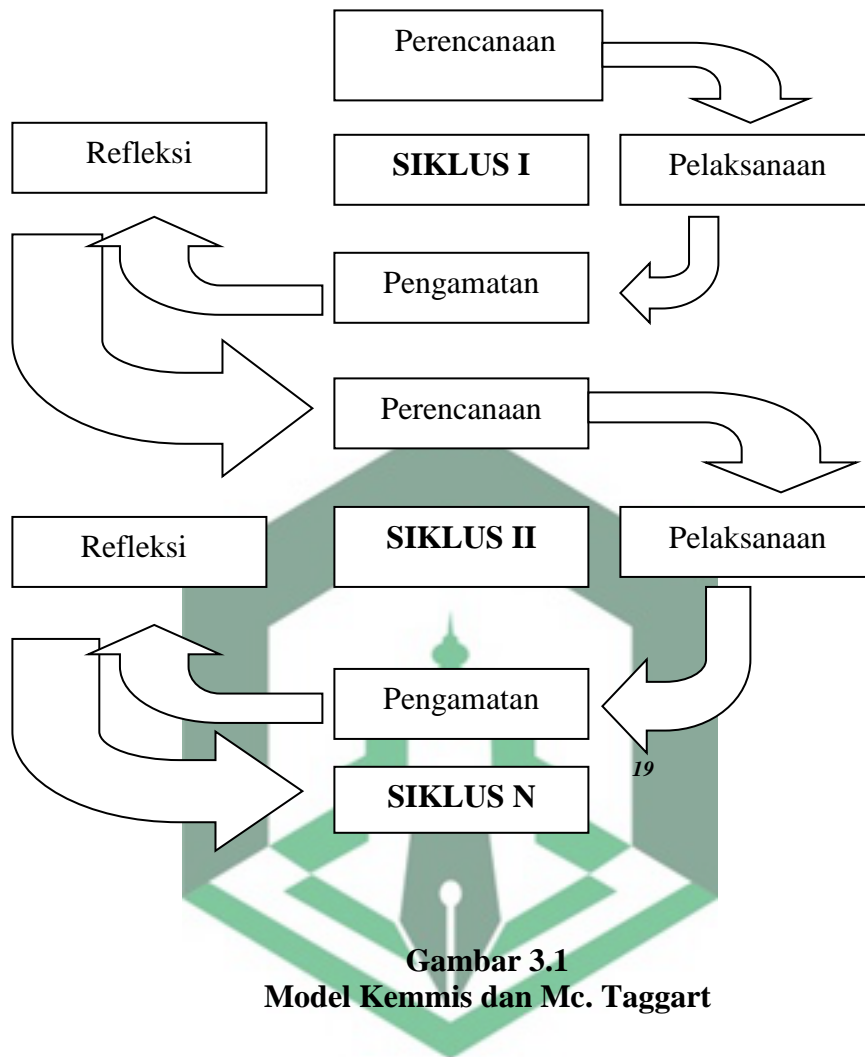 Perencanaan
Refleksi
SIKLUS I
Pelaksanaan
Pengamatan
Perencanaan
Refleksi
SIKLUS II
Pelaksanaan
Pengamatan
19
SIKLUS N
Gambar 3.1
Model Kemmis dan Mc. Taggart